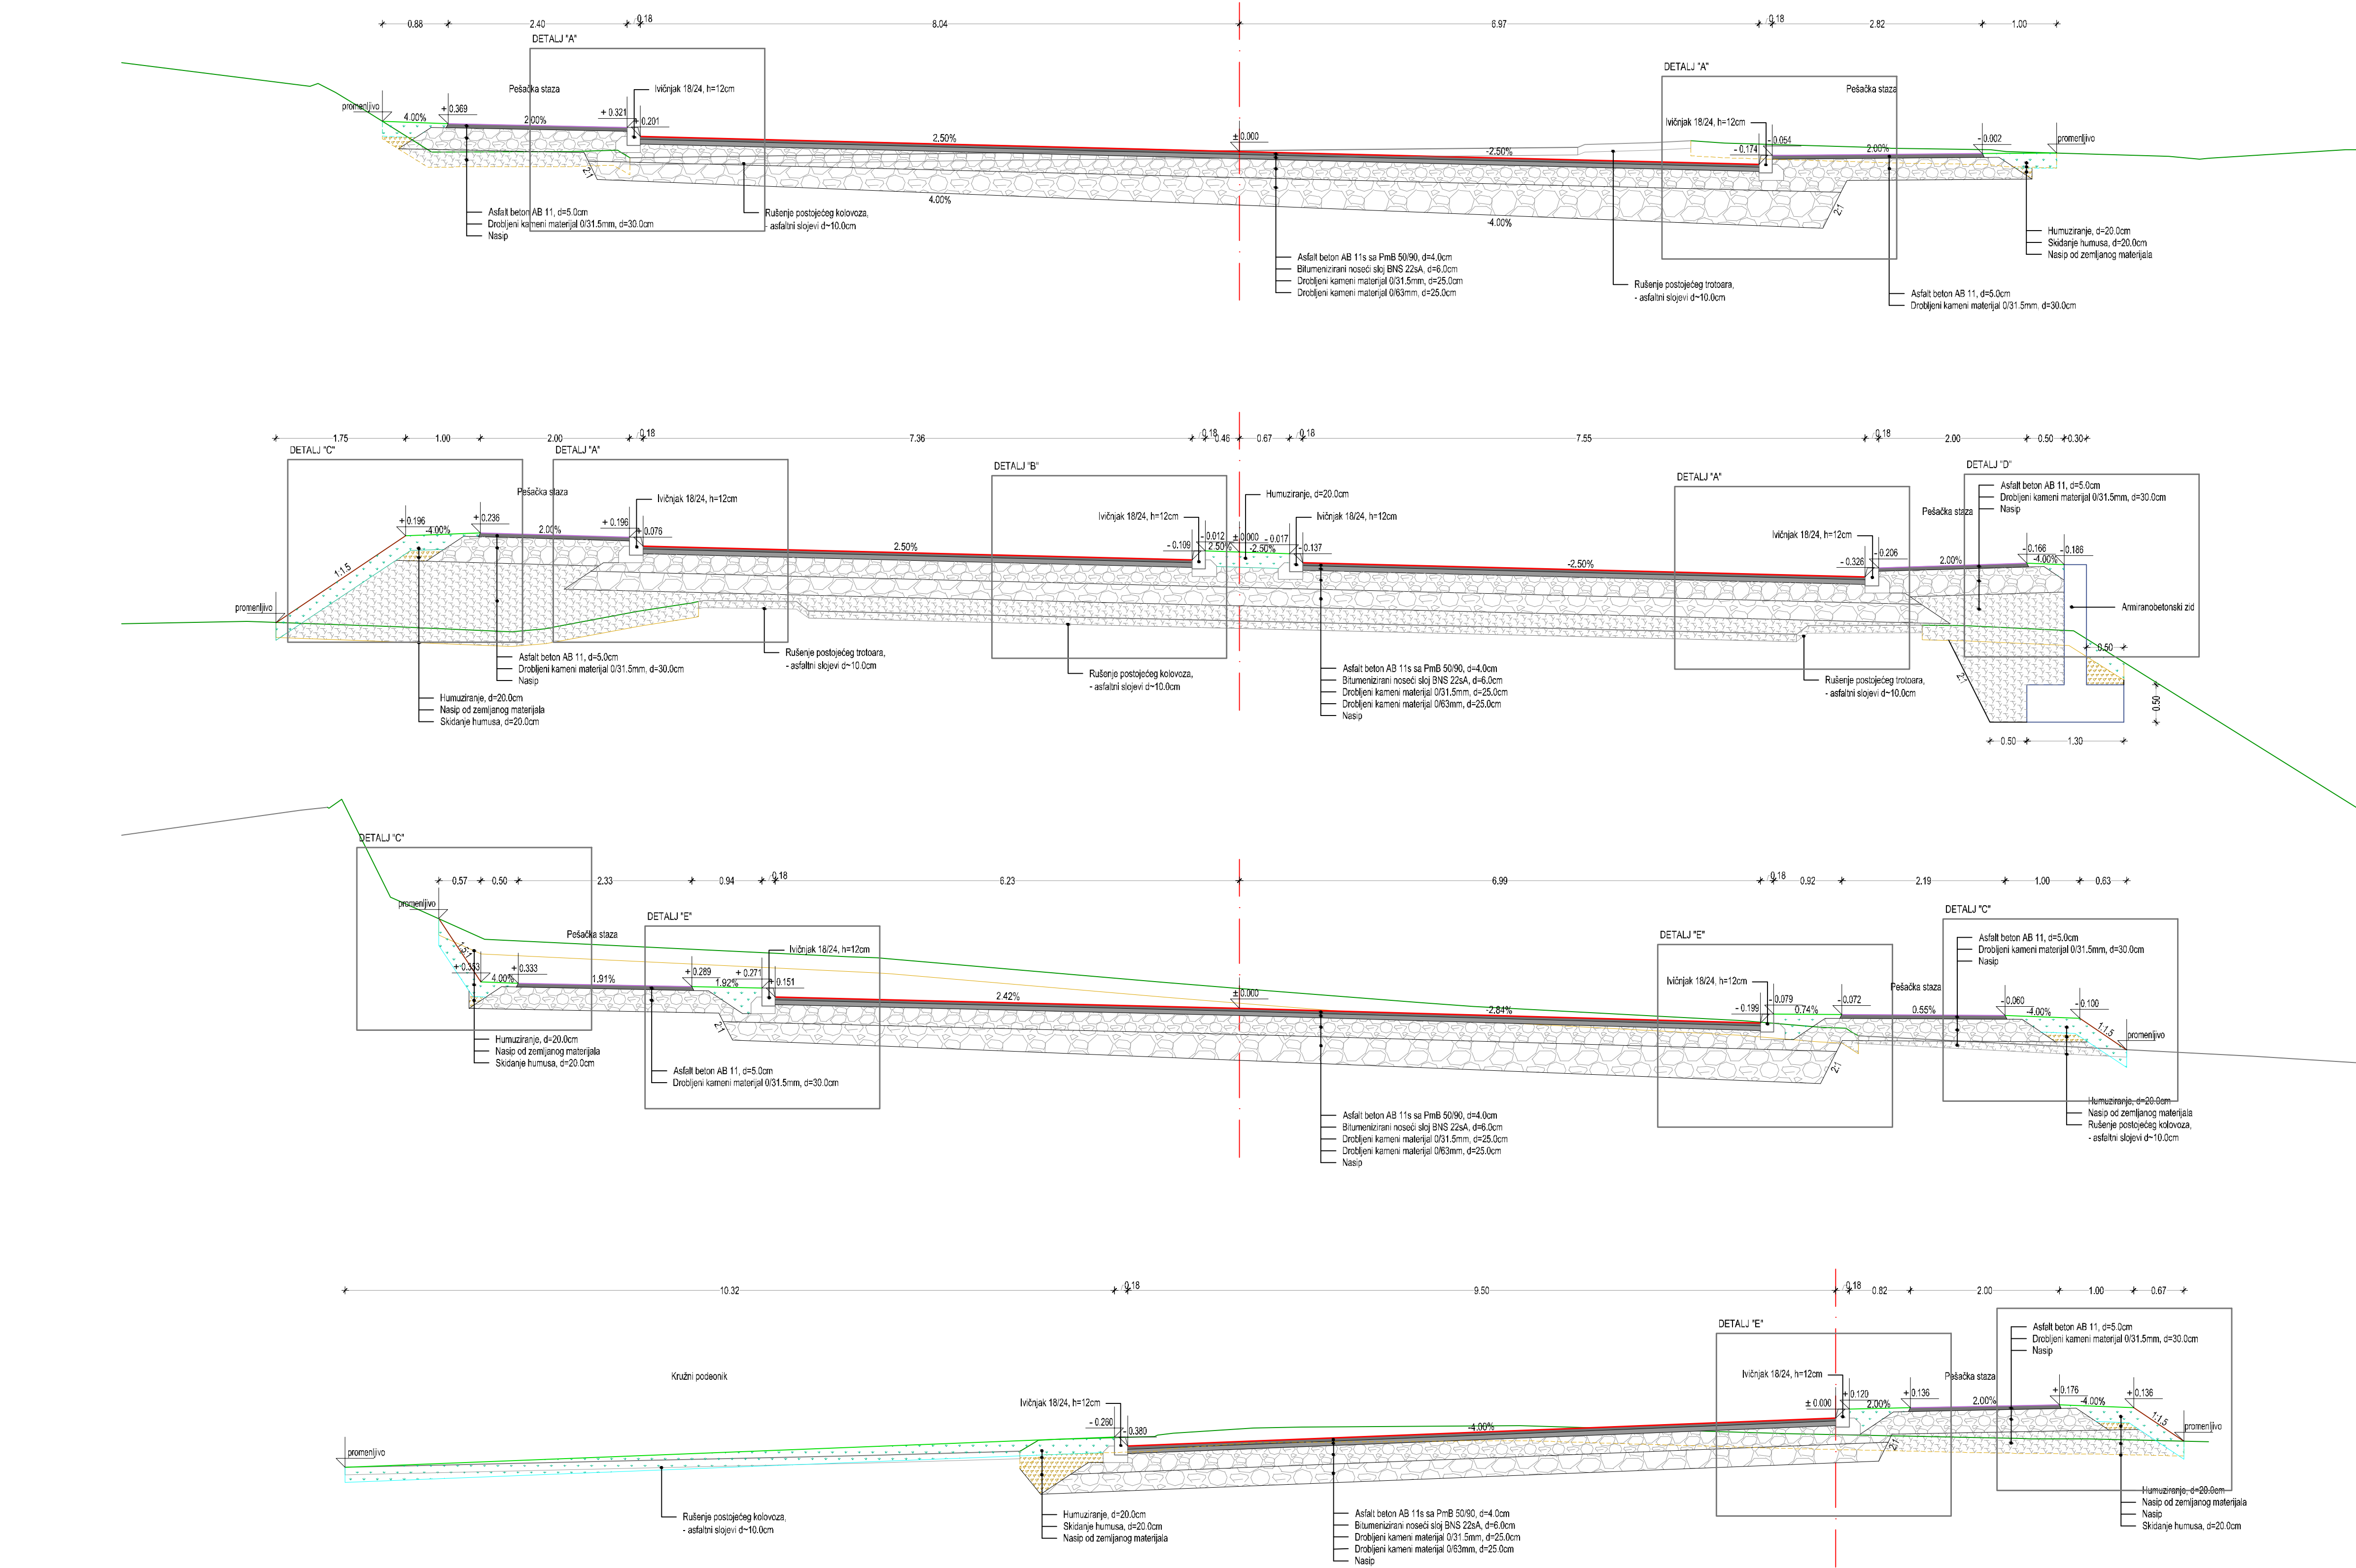 0.88 2.40 0.18 8.04 6.97 0.18 2.82 1.00
DETALJ "A"
DETALJ "A"
Pešačka staza
Ivičnjak 18/24, h=12cm
Pešačka staza
promenljivo
+ 0.369
+ 0.321
+ 0.201
4.00%
2.00%
2.50%
± 0.000
-2.50%
Ivičnjak 18/24, h=12cm
- 0.174
- 0.054
2.00%
- 0.002
promenljivo
2:1
4.00%
-4.00%
2:1
Asfalt beton AB 11, d=5.0cm
Drobljeni kameni materijal 0/31.5mm, d=30.0cm
Nasip
Rušenje postojećeg kolovoza,
- asfaltni slojevi d~10.0cm
Asfalt beton AB 11s sa PmB 50/90, d=4.0cm
Bitumenizirani noseći sloj BNS 22sA, d=6.0cm
Drobljeni kameni materijal 0/31.5mm, d=25.0cm
Drobljeni kameni materijal 0/63mm, d=25.0cm
Rušenje postojećeg trotoara,
- asfaltni slojevi d~10.0cm
Asfalt beton AB 11, d=5.0cm
Drobljeni kameni materijal 0/31.5mm, d=30.0cm
Humuziranje, d=20.0cm
Skidanje humusa, d=20.0cm
Nasip od zemljanog materijala
1.75 1.00 2.00 0.18 7.36 0.18 0.46 0.67 0.18 7.55 0.18 2.00 0.50 0.30
DETALJ "C"
DETALJ "A"
DETALJ "B"
DETALJ "A"
DETALJ "D"
Pešačka staza
Ivičnjak 18/24, h=12cm
Humuziranje, d=20.0cm
Ivičnjak 18/24, h=12cm
Ivičnjak 18/24, h=12cm
Ivičnjak 18/24, h=12cm
Pešačka staza
Asfalt beton AB 11, d=5.0cm
Drobljeni kameni materijal 0/31.5mm, d=30.0cm
Nasip
promenljivo
1:1.5
+ 0.196
-4.00%
+ 0.236
2.00%
+ 0.196
+ 0.076
2.50%
- 0.109
- 0.012
2.50%
± 0.000
-2.50%
- 0.017
- 0.137
-2.50%
- 0.326
- 0.206
2.00%
- 0.166
-4.00%
- 0.186
Armiranobetonski zid
2:1
0.50
0.50
0.50 1.30
Asfalt beton AB 11, d=5.0cm
Drobljeni kameni materijal 0/31.5mm, d=30.0cm
Nasip
Humuziranje, d=20.0cm
Nasip od zemljanog materijala
Skidanje humusa, d=20.0cm
Rušenje postojećeg trotoara,
- asfaltni slojevi d~10.0cm
Rušenje postojećeg kolovoza,
- asfaltni slojevi d~10.0cm
Asfalt beton AB 11s sa PmB 50/90, d=4.0cm
Bitumenizirani noseći sloj BNS 22sA, d=6.0cm
Drobljeni kameni materijal 0/31.5mm, d=25.0cm
Drobljeni kameni materijal 0/63mm, d=25.0cm
Nasip
Rušenje postojećeg trotoara,
- asfaltni slojevi d~10.0cm
DETALJ "C"
0.57 0.50 2.33 0.94 0.18 6.23 6.99 0.18 0.92 2.19 1.00 0.63
DETALJ "E"
DETALJ "E"
DETALJ "C"
promenljivo
Pešačka staza
Ivičnjak 18/24, h=12cm
1.5:1
+ 0.353
4.00%
+ 0.333
1.91%
+ 0.289
1.92%
+ 0.271
+ 0.151
2.42%
± 0.000
-2.84%
Ivičnjak 18/24, h=12cm
- 0.199
- 0.079
0.74%
- 0.072
Pešačka staza
0.55%
- 0.060
-4.00%
- 0.100
1:1.5
promenljivo
Asfalt beton AB 11, d=5.0cm
Drobljeni kameni materijal 0/31.5mm, d=30.0cm
Nasip
2:1
2:1
Humuziranje, d=20.0cm
Nasip od zemljanog materijala
Skidanje humusa, d=20.0cm
Asfalt beton AB 11, d=5.0cm
Drobljeni kameni materijal 0/31.5mm, d=30.0cm
Asfalt beton AB 11s sa PmB 50/90, d=4.0cm
Bitumenizirani noseći sloj BNS 22sA, d=6.0cm
Drobljeni kameni materijal 0/31.5mm, d=25.0cm
Drobljeni kameni materijal 0/63mm, d=25.0cm
Nasip
Humuziranje, d=20.0cm
Nasip od zemljanog materijala
Rušenje postojećeg kolovoza,
- asfaltni slojevi d~10.0cm
10.32 0.18 9.50 0.18 0.82 2.00 1.00 0.67
DETALJ "E"
Asfalt beton AB 11, d=5.0cm
Drobljeni kameni materijal 0/31.5mm, d=30.0cm
Nasip
Kružni podeonik
Ivičnjak 18/24, h=12cm
Ivičnjak 18/24, h=12cm
Pešačka staza
promenljivo
- 0.260
- 0.380
-4.00%
± 0.000
+ 0.120
2.00%
+ 0.136
2.00%
+ 0.176
-4.00%
+ 0.136
1:1.5
promenljivo
2:1
Rušenje postojećeg kolovoza,
- asfaltni slojevi d~10.0cm
Humuziranje, d=20.0cm
Skidanje humusa, d=20.0cm
Nasip od zemljanog materijala
Asfalt beton AB 11s sa PmB 50/90, d=4.0cm
Bitumenizirani noseći sloj BNS 22sA, d=6.0cm
Drobljeni kameni materijal 0/31.5mm, d=25.0cm
Drobljeni kameni materijal 0/63mm, d=25.0cm
Nasip
Humuziranje, d=20.0cm
Nasip od zemljanog materijala
Nasip
Skidanje humusa, d=20.0cm